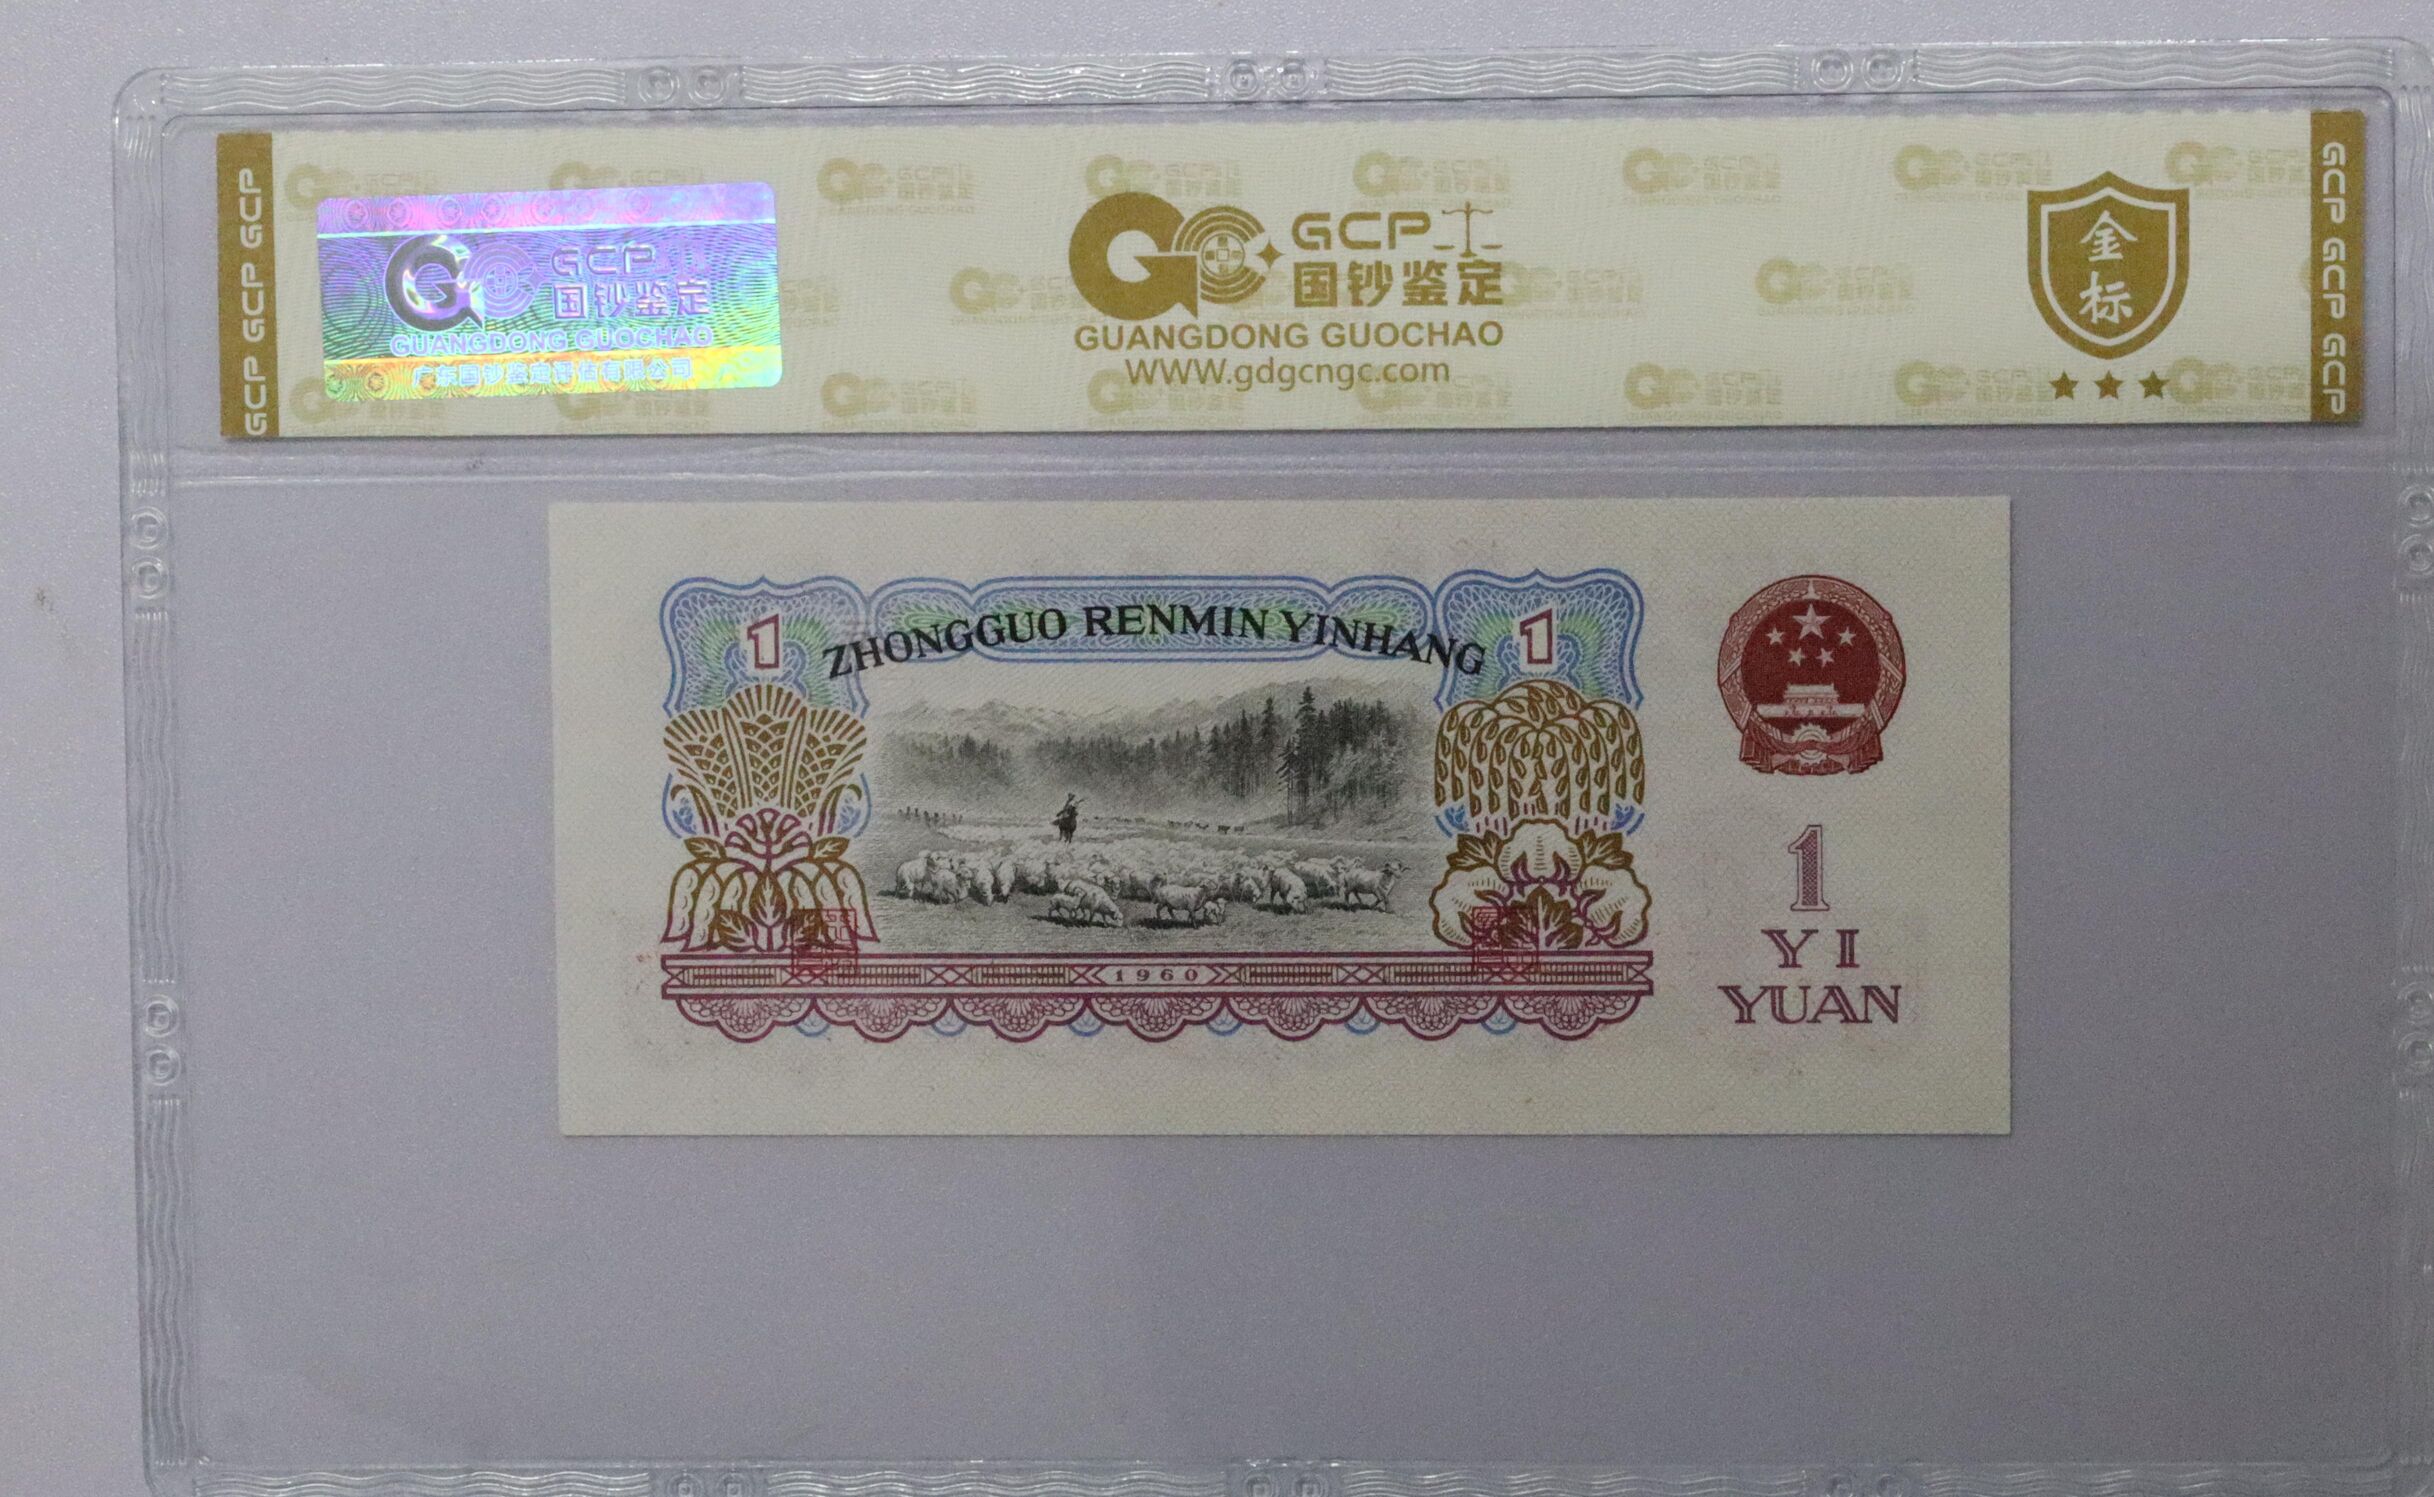 GCP GCP GCP
GCP
国钞鉴定
GUANGDONG GUOCHAO
广东国钞鉴定评估有限公司
GCP
国钞鉴定
GUANGDONG GUOCHAO
WWW.gdgcngc.com
金
标
GCP GCP GCP
ZHONGGUO RENMIN YINHANG
1
1
1960
1
YI
YUAN